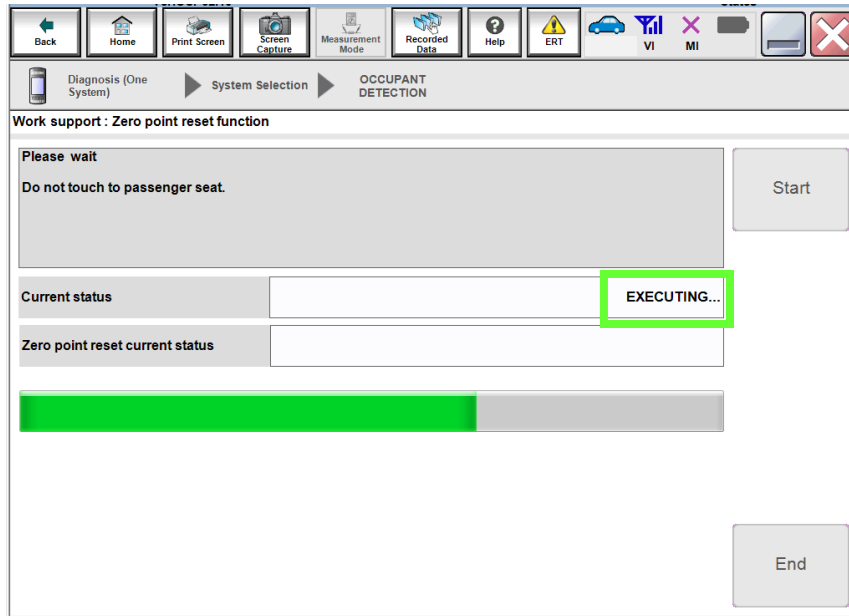 Back
Home
Print Screen
Screen
Capture
Measurement
Mode
Recorded
Data
Help
ERT
VI
MI
Diagnosis (One
System)
System Selection
OCCUPANT
DETECTION
Work support : Zero point reset function
Please wait
Do not touch to passenger seat.
Start
Current status
EXECUTING...
Zero point reset current status
End